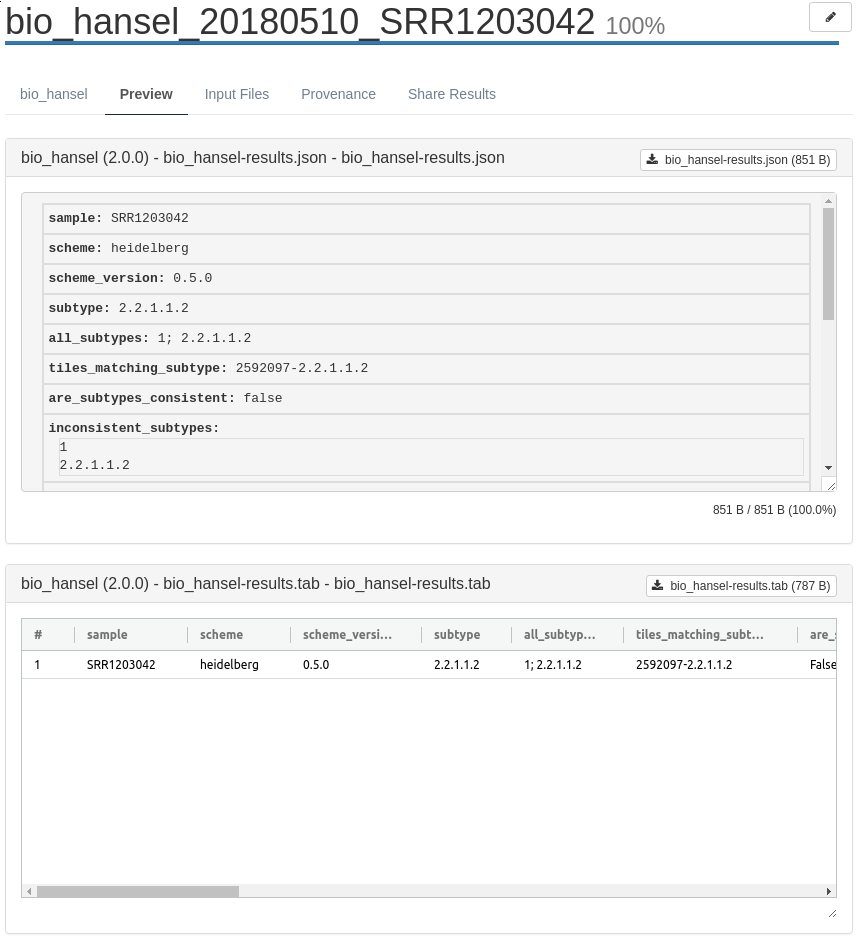 bio_hansel_20180510_SRR1203042 100%
bio_hansel Preview Input Files Provenance Share Results
bio_hansel (2.0.0) - bio_hansel-results.json - bio_hansel-results.json bio_hansel-results.json (851 B)
sample: SRR1203042
scheme: heidelberg
scheme_version: 0.5.0
subtype: 2.2.1.1.2
all_subtypes: 1; 2.2.1.1.2
tiles_matching_subtype: 2592097-2.2.1.1.2
are_subtypes_consistent: false
inconsistent_subtypes:
1
2.2.1.1.2
851 B / 851 B (100.0%)
bio_hansel (2.0.0) - bio_hansel-results.tab - bio_hansel-results.tab bio_hansel-results.tab (787 B)
# sample scheme scheme_versi... subtype all_subtyp... tiles_matching_subt... are_
1 SRR1203042 heidelberg 0.5.0 2.2.1.1.2 1; 2.2.1.1.2 2592097-2.2.1.1.2 False